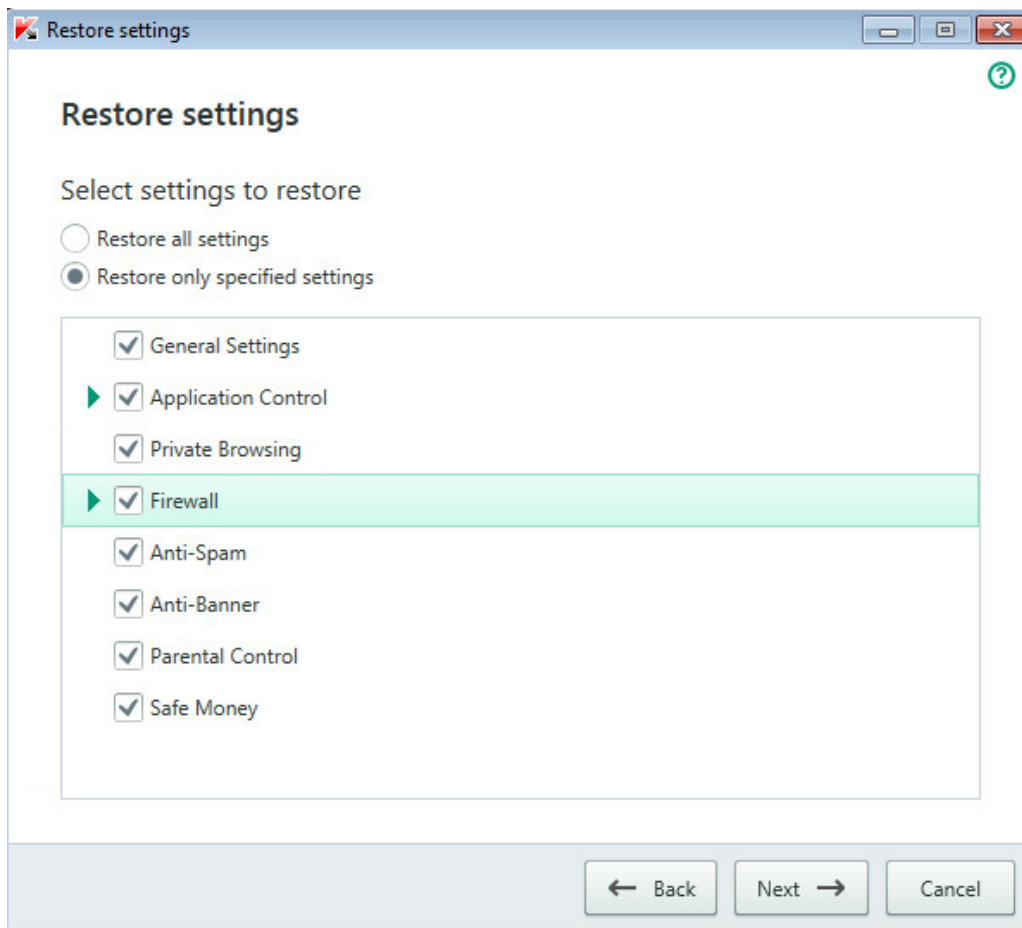 Restore settings
Restore settings
Select settings to restore
Restore all settings
Restore only specified settings
General Settings
Application Control
Private Browsing
Firewall
Anti-Spam
Anti-Banner
Parental Control
Safe Money
← Back
Next →
Cancel